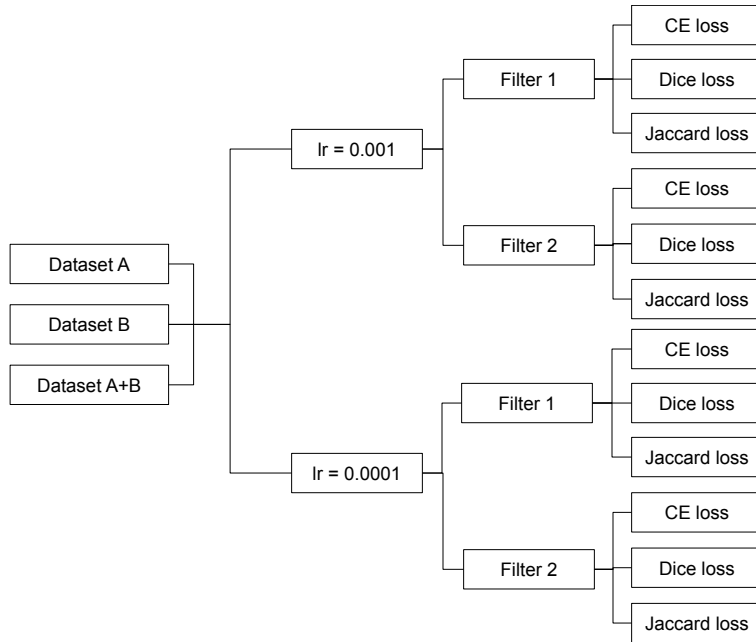 CE loss
Filter 1
Dice loss
Jaccard loss
lr = 0.001
CE loss
Filter 2
Dice loss
Jaccard loss
Dataset A
Dataset B
Dataset A+B
CE loss
Filter 1
Dice loss
Jaccard loss
lr = 0.0001
CE loss
Filter 2
Dice loss
Jaccard loss